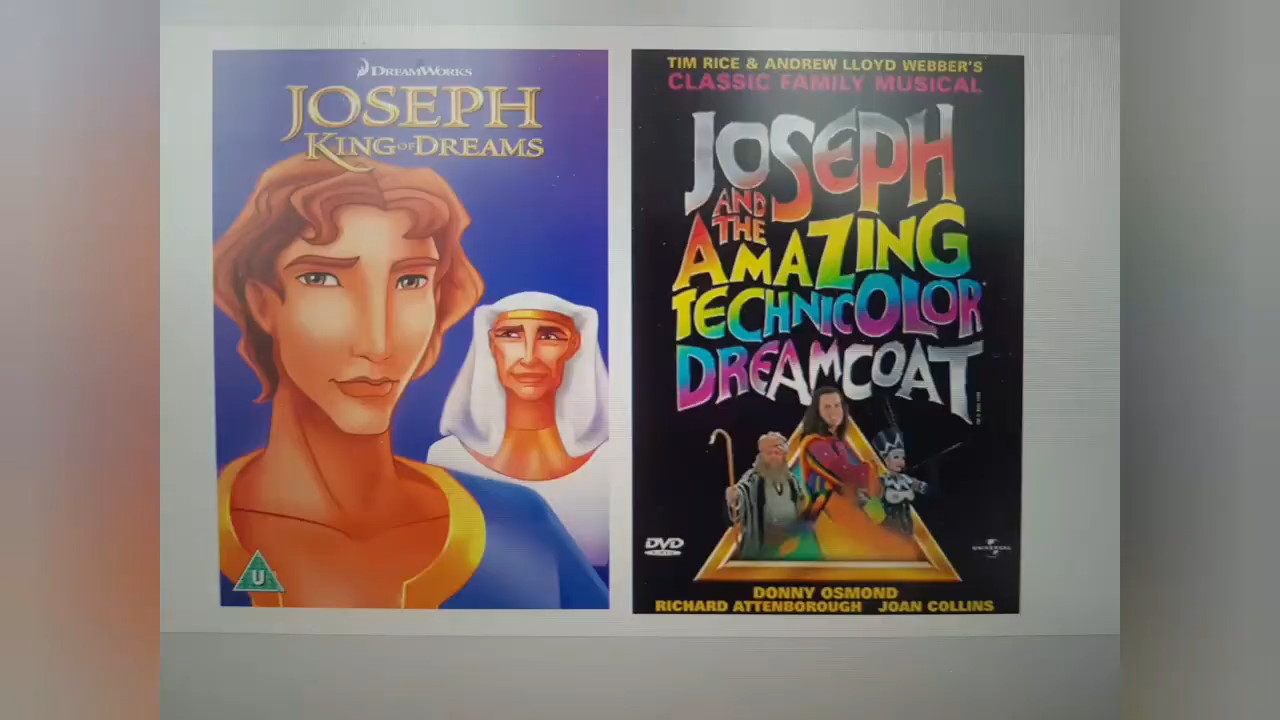 DREAMWORKS
JOSEPH
KING OF DREAMS
U
TIM RICE & ANDREW LLOYD WEBBER'S
CLASSIC FAMILY MUSICAL
JOSEPH
AND
THE
AMAZING
TECHNICOLOR
DREAMCOAT
DVD
VIDEO
UNIVERSAL
DONNY OSMOND
RICHARD ATTENBOROUGH JOAN COLLINS